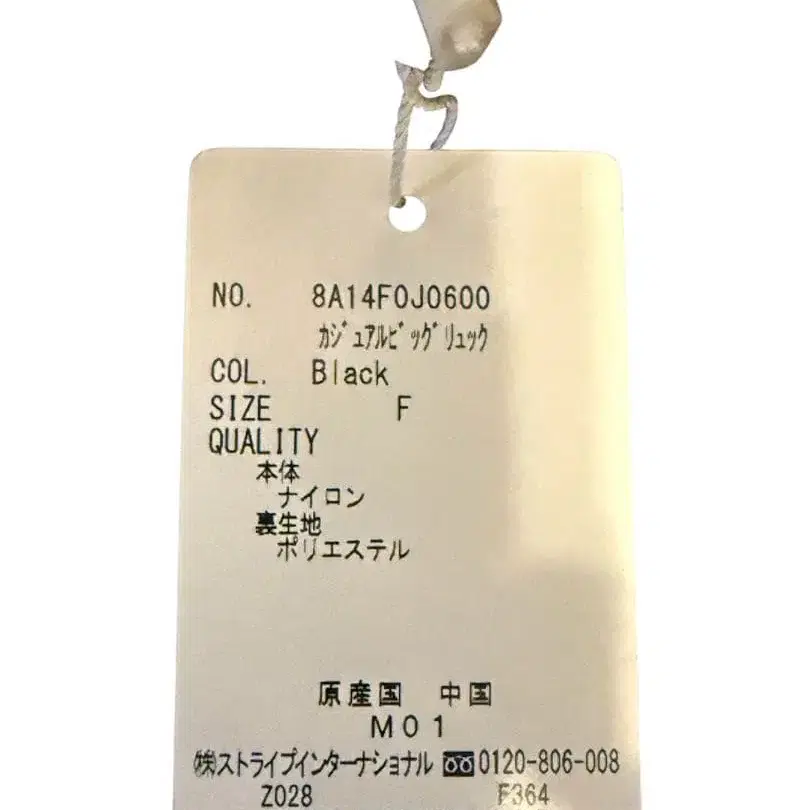 NO. 8A14F0J0600
ｶｼﾞｭｱﾙﾋﾞｯｸﾞﾘｭｯｸ
COL. Black
SIZE F
QUALITY
本体
ナイロン
裏生地
ポリエステル
原産国 中国
M01
㈱ストライプインターナショナル 0120-806-008
Z028 F364